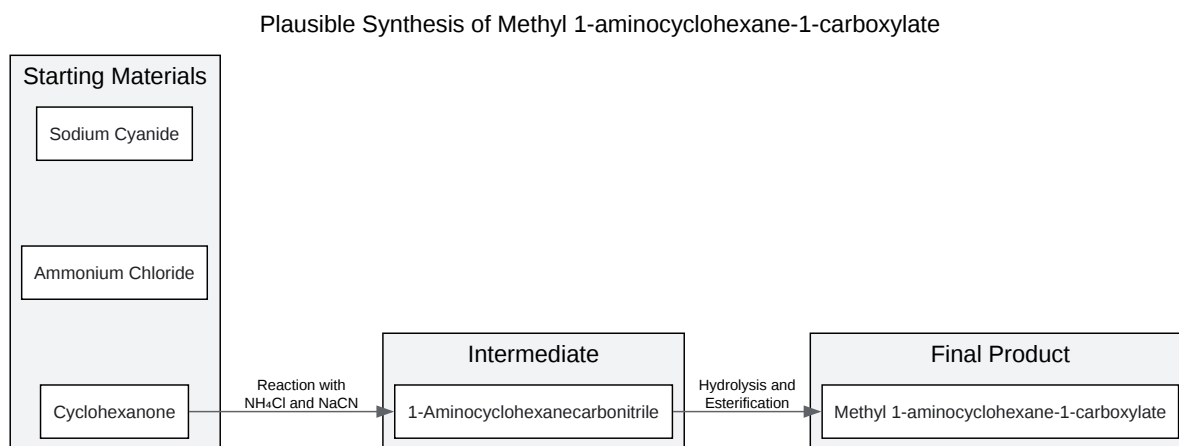 Plausible Synthesis of Methyl 1-aminocyclohexane-1-carboxylate
Starting Materials
Sodium Cyanide
Ammonium Chloride
Cyclohexanone
Reaction with
NH₄Cl and NaCN
Intermediate
1-Aminocyclohexanecarbonitrile
Hydrolysis and
Esterification
Final Product
Methyl 1-aminocyclohexane-1-carboxylate